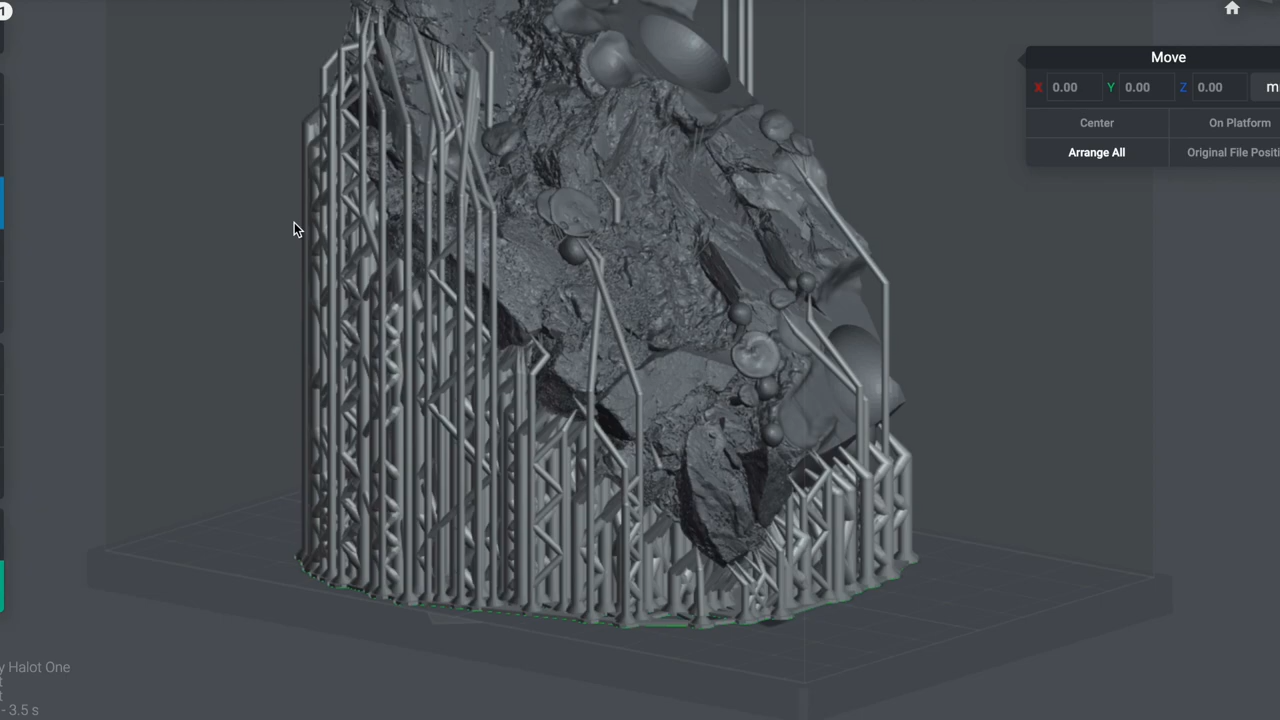 1
Move
X 0.00 Y 0.00 Z 0.00 m
Center
On Platform
Arrange All
Original File Positi
y Halot One
t
t
- 3.5 s